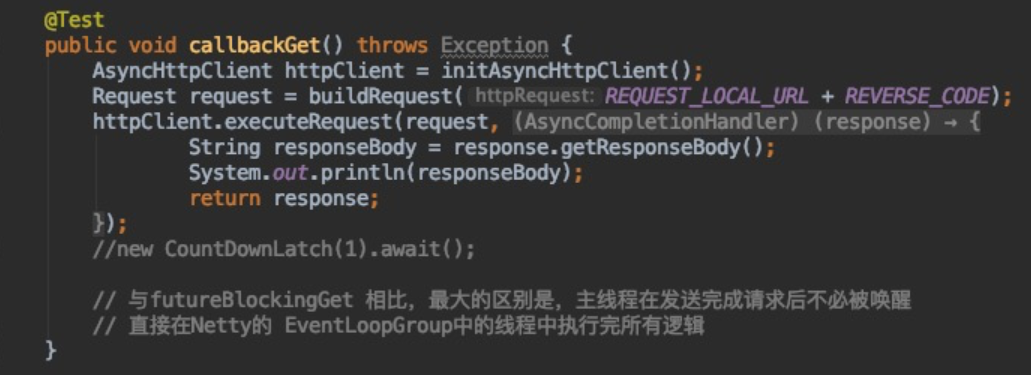 @Test
public void callbackGet() throws Exception {
AsyncHttpClient httpClient = initAsyncHttpClient();
Request request = buildRequest( httpRequest: REQUEST_LOCAL_URL + REVERSE_CODE);
httpClient.executeRequest(request, (AsyncCompletionHandler) (response) → {
String responseBody = response.getResponseBody();
System.out.println(responseBody);
return response;
});
//new CountDownLatch(1).await();
// 与futureBlockingGet 相比，最大的区别是，主线程在发送完成请求后不必被唤醒
// 直接在Netty的 EventLoopGroup中的线程中执行完所有逻辑
}